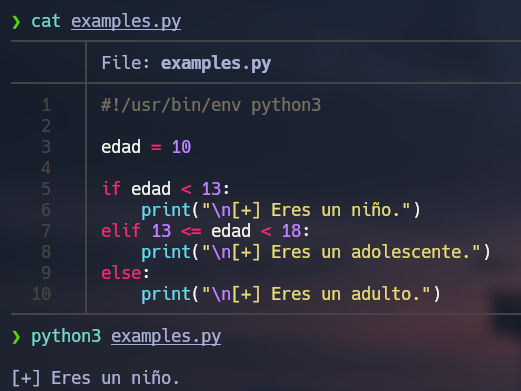 ❯ cat examples.py
File: examples.py
1 #!/usr/bin/env python3
2
3 edad = 10
4
5 if edad < 13:
6     print("\n[+] Eres un niño.")
7 elif 13 <= edad < 18:
8     print("\n[+] Eres un adolescente.")
9 else:
10     print("\n[+] Eres un adulto.")
❯ python3 examples.py
[+] Eres un niño.